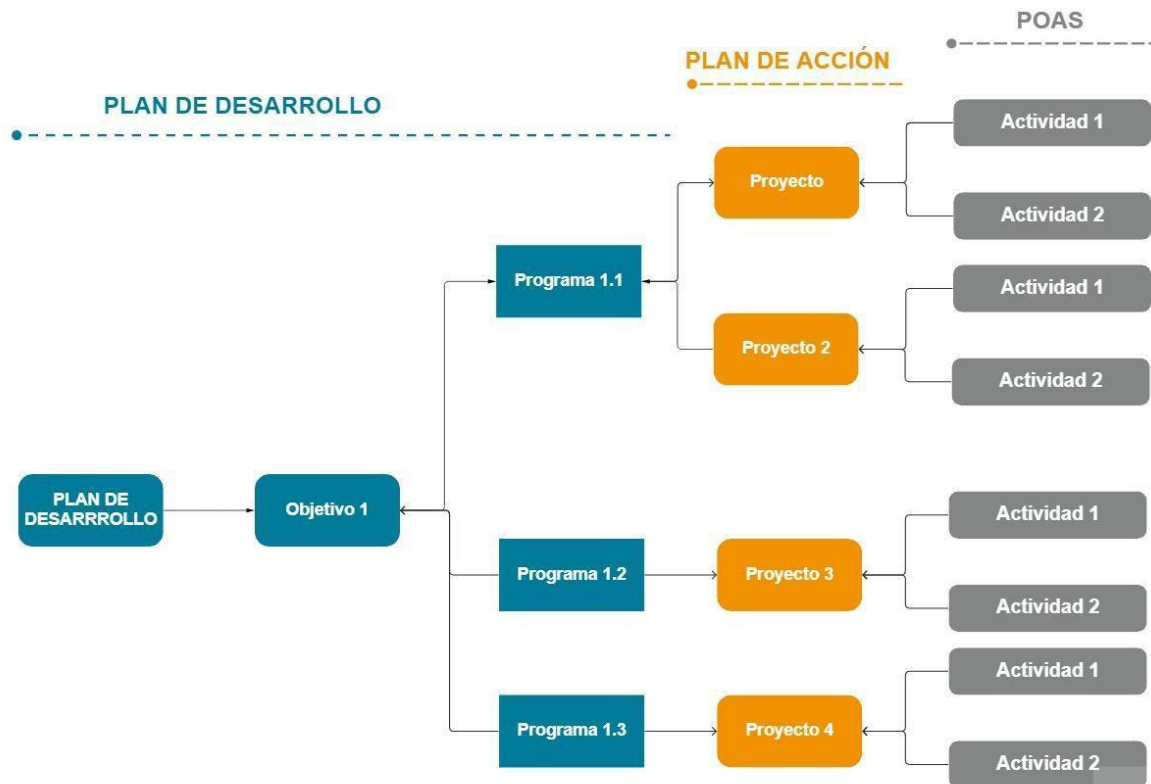 POAS
PLAN DE ACCIÓN
PLAN DE DESARROLLO
Actividad 1
Proyecto
Actividad 2
Programa 1.1
Actividad 1
Proyecto 2
Actividad 2
PLAN DE
DESARRROLLO
Objetivo 1
Actividad 1
Programa 1.2
Proyecto 3
Actividad 2
Actividad 1
Programa 1.3
Proyecto 4
Actividad 2